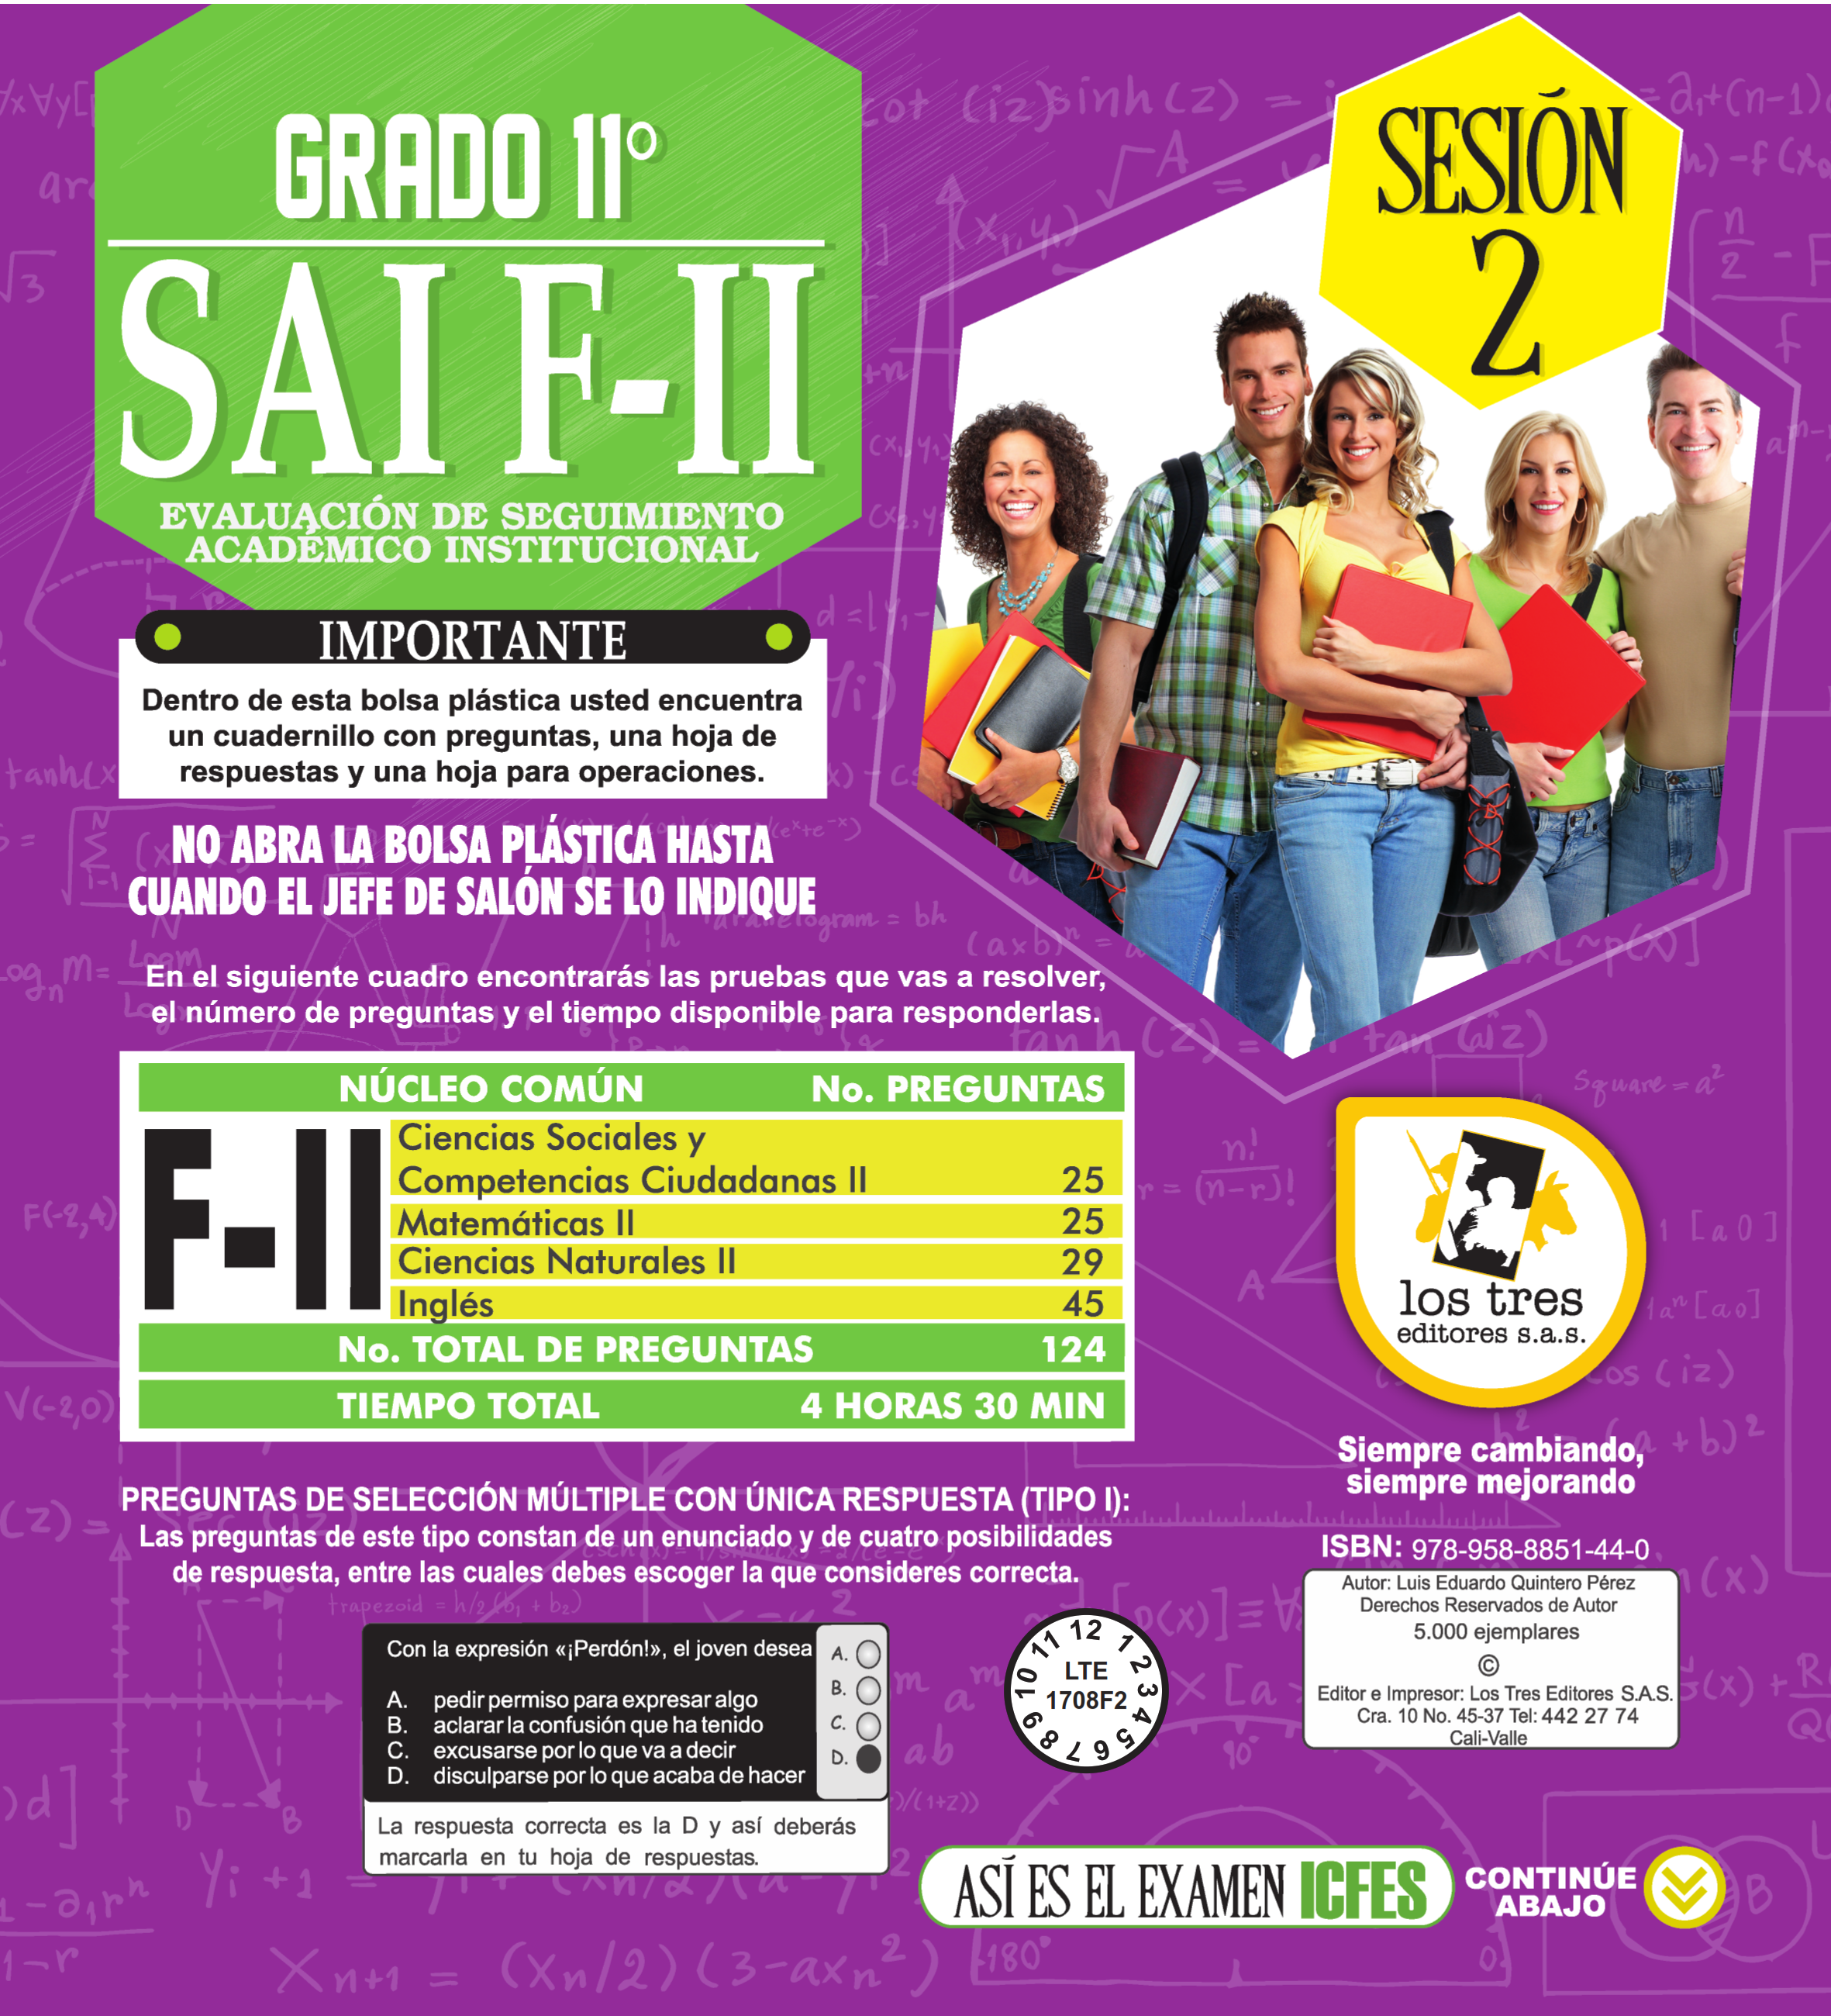 GRADO 11°
SAI F-II
EVALUACIÓN DE SEGUIMIENTO
ACADÉMICO INSTITUCIONAL
SESIÓN
2
IMPORTANTE
Dentro de esta bolsa plástica usted encuentra
un cuadernillo con preguntas, una hoja de
respuestas y una hoja para operaciones.
NO ABRA LA BOLSA PLÁSTICA HASTA
CUANDO EL JEFE DE SALÓN SE LO INDIQUE
En el siguiente cuadro encontrarás las pruebas que vas a resolver,
el número de preguntas y el tiempo disponible para responderlas.
NÚCLEO COMÚN No. PREGUNTAS
F-II
Ciencias Sociales y
Competencias Ciudadanas II 25
Matemáticas II 25
Ciencias Naturales II 29
Inglés 45
No. TOTAL DE PREGUNTAS 124
TIEMPO TOTAL 4 HORAS 30 MIN
los tres
editores s.a.s.
Siempre cambiando,
siempre mejorando
PREGUNTAS DE SELECCIÓN MÚLTIPLE CON ÚNICA RESPUESTA (TIPO I):
Las preguntas de este tipo constan de un enunciado y de cuatro posibilidades
de respuesta, entre las cuales debes escoger la que consideres correcta.
Con la expresión «¡Perdón!», el joven desea
A. pedir permiso para expresar algo
B. aclarar la confusión que ha tenido
C. excusarse por lo que va a decir
D. disculparse por lo que acaba de hacer
A.
B.
C.
D.
La respuesta correcta es la D y así deberás
marcarla en tu hoja de respuestas.
12 1 2 3 4 5 6 7 8 9 10 11
LTE
1708F2
ISBN: 978-958-8851-44-0
Autor: Luis Eduardo Quintero Pérez
Derechos Reservados de Autor
5.000 ejemplares
©
Editor e Impresor: Los Tres Editores S.A.S.
Cra. 10 No. 45-37 Tel: 442 27 74
Cali-Valle
ASÍ ES EL EXAMEN ICFES
CONTINÚE
ABAJO
Square = a²
F(-2,4)
V(-2,0)
90°
180°